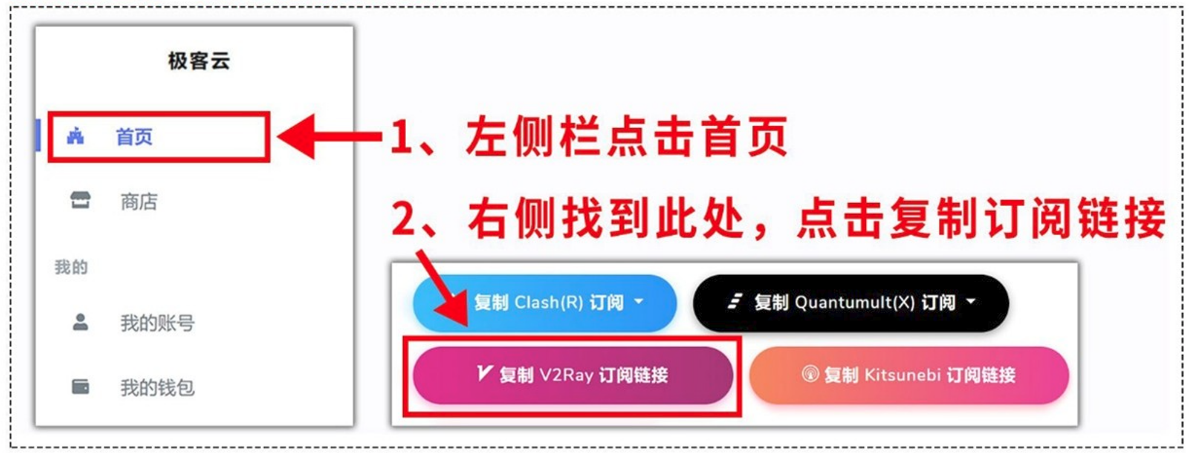 极客云
首页
商店
我的
我的账号
我的钱包
1、左侧栏点击首页
2、右侧找到此处，点击复制订阅链接
复制 Clash(R) 订阅
复制 Quantumult(X) 订阅
复制 V2Ray 订阅链接
复制 Kitsunebi 订阅链接